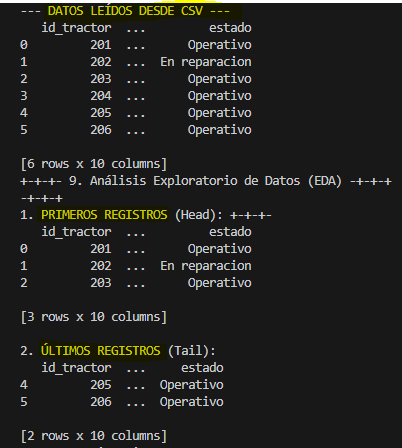 --- DATOS LEÍDOS DESDE CSV ---
id_tractor ... estado
0 201 ... Operativo
1 202 ... En reparacion
2 203 ... Operativo
3 204 ... Operativo
4 205 ... Operativo
5 206 ... Operativo
[6 rows x 10 columns]
+-+-+- 9. Análisis Exploratorio de Datos (EDA) -+-+-+
-+-+-+
1. PRIMEROS REGISTROS (Head): +-+-+-
id_tractor ... estado
0 201 ... Operativo
1 202 ... En reparacion
2 203 ... Operativo
[3 rows x 10 columns]
2. ÚLTIMOS REGISTROS (Tail):
id_tractor ... estado
4 205 ... Operativo
5 206 ... Operativo
[2 rows x 10 columns]